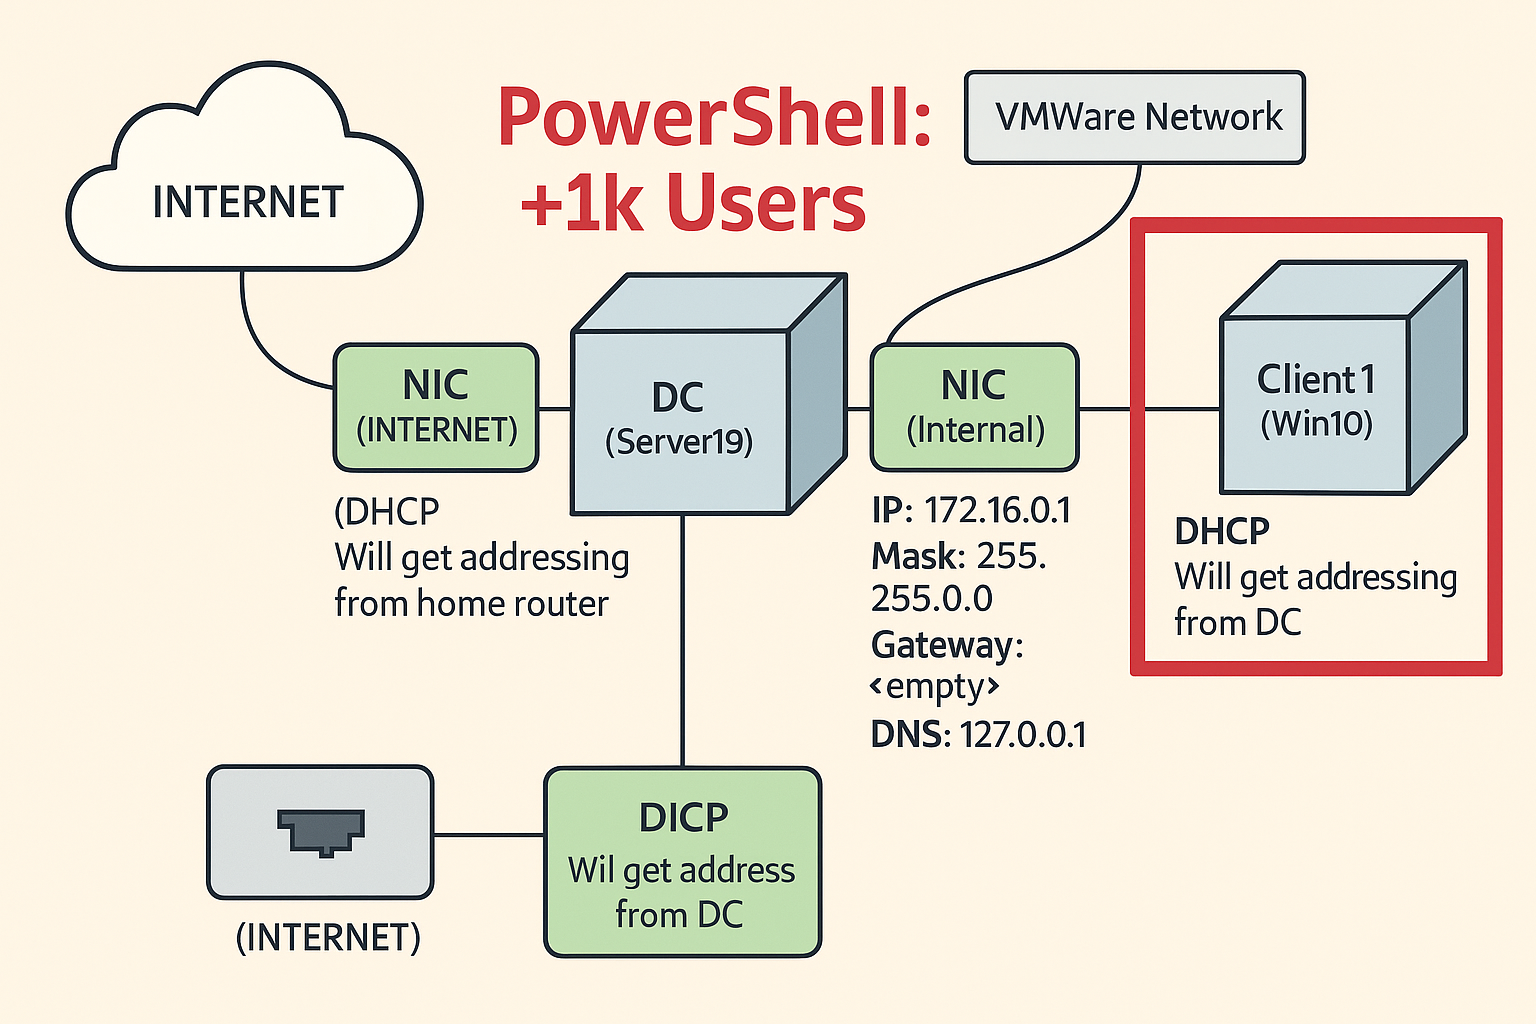 PowerShell:
+1k Users
VMWare Network
INTERNET
NIC
(INTERNET)
(DHCP
Will get addressing
from home router
DC
(Server19)
NIC
(Internal)
IP: 172.16.0.1
Mask: 255.
255.0.0
Gateway:
<empty>
DNS: 127.0.0.1
Client1
(Win10)
DHCP
Will get addressing
from DC
(INTERNET)
DICP
Wil get address
from DC